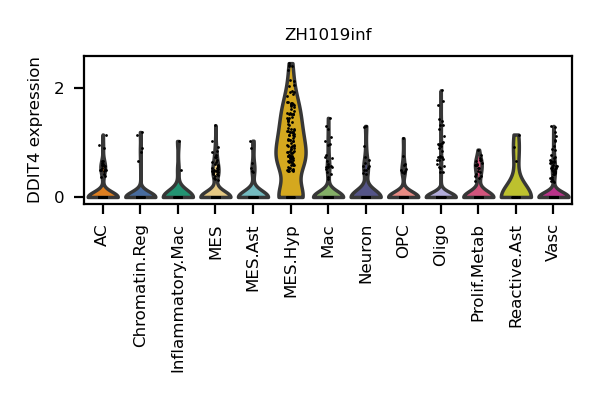 ZH1019inf
DDIT4 expression
2
0
AC
Chromatin.Reg
Inflammatory.Mac
MES
MES.Ast
MES.Hyp
Mac
Neuron
OPC
Oligo
Prolif.Metab
Reactive.Ast
Vasc